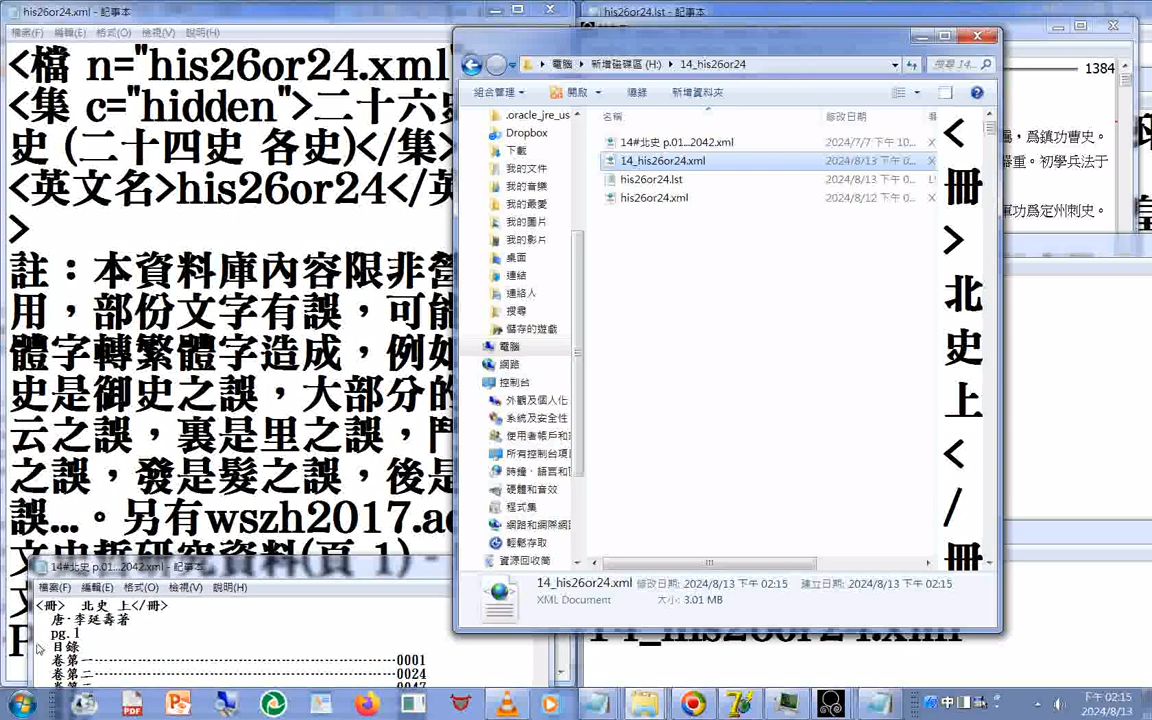 his26or24.xml - 記事本
檔案(F) 編輯(E) 格式(O) 檢視(V) 說明(H)
<檔 n="his26or24.xml"
<集 c="hidden">二十六史
史 (二十四史 各史)</集>
<英文名>his26or24</英
>
註：本資料庫內容限非營
用，部份文字有誤，可能
體字轉繁體字造成，例如
史是御史之誤，大部分的
云之誤，裏是里之誤，鬥
之誤，發是髮之誤，後是
誤...。另有wszh2017.ad
文史哲研究資料(頁 1) -
14#北史 p.01...2042.xml - 記事本
檔案(F) 編輯(E) 格式(O) 檢視(V) 說明(H)
<冊> 北史 上</冊>
唐·李延壽著
pg.1
目錄
卷第一------0001
卷第二------0024
his26or24.lst - 記事本
電腦 新增磁碟區 (H:) 14_his26or24
搜尋 14...
組合管理 開啟 燒錄 新增資料夾
.oracle_jre_us
Dropbox
下載
我的文件
我的音樂
我的最愛
我的圖片
我的影片
桌面
連結
連絡人
搜尋
儲存的遊戲
電腦
網路
控制台
外觀及個人化
系統及安全性
使用者帳戶和
所有控制台項
時鐘、語言和
硬體和音效
程式集
網路和網際網
輕鬆存取
資源回收筒
名稱 修改日期
14#北史 p.01...2042.xml 2024/7/7 下午 10...
14_his26or24.xml 2024/8/13 下午 0...
his26or24.lst 2024/8/13 下午 0...
his26or24.xml 2024/8/12 下午 0...
<冊>北史上</冊
14_his26or24.xml 修改日期: 2024/8/13 下午 02:15 建立日期: 2024/8/13 下午 02:15
XML Document 大小: 3.01 MB
1384
，爲鎮功曹史。
器重。初學兵法于
軍功爲定州刺史。
14_his26or24.xml
中
下午 02:15
2024/8/13